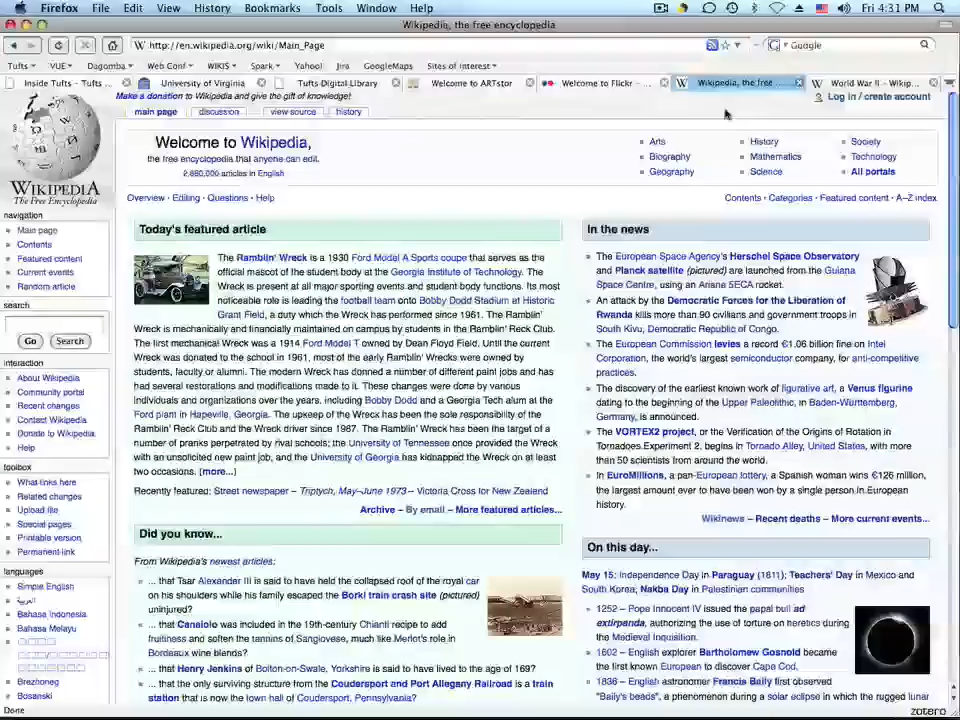 Firefox File Edit View History Bookmarks Tools Window Help Fri 4:31 PM
Wikipedia, the free encyclopedia
http://en.wikipedia.org/wiki/Main_Page Google
Tufts VUE Dagomba Web Conf WIKIS Spark Yahoo! Jira GoogleMaps Sites of interest
Inside Tufts - Tufts ... University of Virginia Tufts Digital Library Welcome to ARTstor Welcome to Flickr - ... Wikipedia, the free ... World War II - Wikip...
Make a donation to Wikipedia and give the gift of knowledge! Log in / create account
main page discussion view source history
WIKIPEDIA
The Free Encyclopedia
navigation
Main page
Contents
Featured content
Current events
Random article
search
Go Search
interaction
About Wikipedia
Community portal
Recent changes
Contact Wikipedia
Donate to Wikipedia
Help
toolbox
What links here
Related changes
Upload file
Special pages
Printable version
Permanent link
languages
Simple English
العربية
Bahasa Indonesia
Bahasa Melayu
Brezhoneg
Bosanski
Welcome to Wikipedia,
the free encyclopedia that anyone can edit.
2,880,000 articles in English
Arts History Society
Biography Mathematics Technology
Geography Science All portals
Overview · Editing · Questions · Help
Contents · Categories · Featured content · A–Z index
Today's featured article
The Ramblin' Wreck is a 1930 Ford Model A Sports coupe that serves as the
official mascot of the student body at the Georgia Institute of Technology. The
Wreck is present at all major sporting events and student body functions. Its most
noticeable role is leading the football team onto Bobby Dodd Stadium at Historic
Grant Field, a duty which the Wreck has performed since 1961. The Ramblin'
Wreck is mechanically and financially maintained on campus by students in the Ramblin' Reck Club.
The first mechanical Wreck was a 1914 Ford Model T owned by Dean Floyd Field. Until the current
Wreck was donated to the school in 1961, most of the early Ramblin' Wrecks were owned by
students, faculty or alumni. The modern Wreck has donned a number of different paint jobs and has
had several restorations and modifications made to it. These changes were done by various
individuals and organizations over the years, including Bobby Dodd and a Georgia Tech alum at the
Ford plant in Hapeville, Georgia. The upkeep of the Wreck has been the sole responsibility of the
Ramblin' Reck Club and the Wreck driver since 1987. The Ramblin' Wreck has been the target of a
number of pranks perpetrated by rival schools; the University of Tennessee once provided the Wreck
with an unsolicited new paint job, and the University of Georgia has kidnapped the Wreck on at least
two occasions. (more...)
Recently featured: Street newspaper – Triptych, May–June 1973 – Victoria Cross for New Zealand
Archive – By email – More featured articles...
Did you know...
From Wikipedia's newest articles:
... that Tsar Alexander III is said to have held the collapsed roof of the royal car
on his shoulders while his family escaped the Borki train crash site (pictured)
uninjured?
... that Canaiolo was included in the 19th-century Chianti recipe to add
fruitiness and soften the tannins of Sangiovese, much like Merlot's role in
Bordeaux wine blends?
... that Henry Jenkins of Bolton-on-Swale, Yorkshire is said to have lived to the age of 169?
... that the only surviving structure from the Coudersport and Port Allegany Railroad is a train
station that is now the town hall of Coudersport, Pennsylvania?
In the news
The European Space Agency's Herschel Space Observatory
and Planck satellite (pictured) are launched from the Guiana
Space Centre, using an Ariane 5ECA rocket.
An attack by the Democratic Forces for the Liberation of
Rwanda kills more than 90 civilians and government troops in
South Kivu, Democratic Republic of Congo.
The European Commission levies a record €1.06 billion fine on Intel
Corporation, the world's largest semiconductor company, for anti-competitive
practices.
The discovery of the earliest known work of figurative art, a Venus figurine
dating to the beginning of the Upper Paleolithic, in Baden-Württemberg,
Germany, is announced.
The VORTEX2 project, or the Verification of the Origins of Rotation in
Tornadoes Experiment 2, begins in Tornado Alley, United States, with more
than 50 scientists from around the world.
In EuroMillions, a pan-European lottery, a Spanish woman wins €126 million,
the largest amount ever to have been won by a single person in European
history.
Wikinews – Recent deaths – More current events...
On this day...
May 15: Independence Day in Paraguay (1811); Teachers' Day in Mexico and
South Korea; Nakba Day in Palestinian communities
1252 – Pope Innocent IV issued the papal bull ad
extirpanda, authorizing the use of torture on heretics during
the Medieval Inquisition.
1602 – English explorer Bartholomew Gosnold became
the first known European to discover Cape Cod.
1836 – English astronomer Francis Baily first observed
"Baily's beads", a phenomenon during a solar eclipse in which the rugged lunar
Done zotero